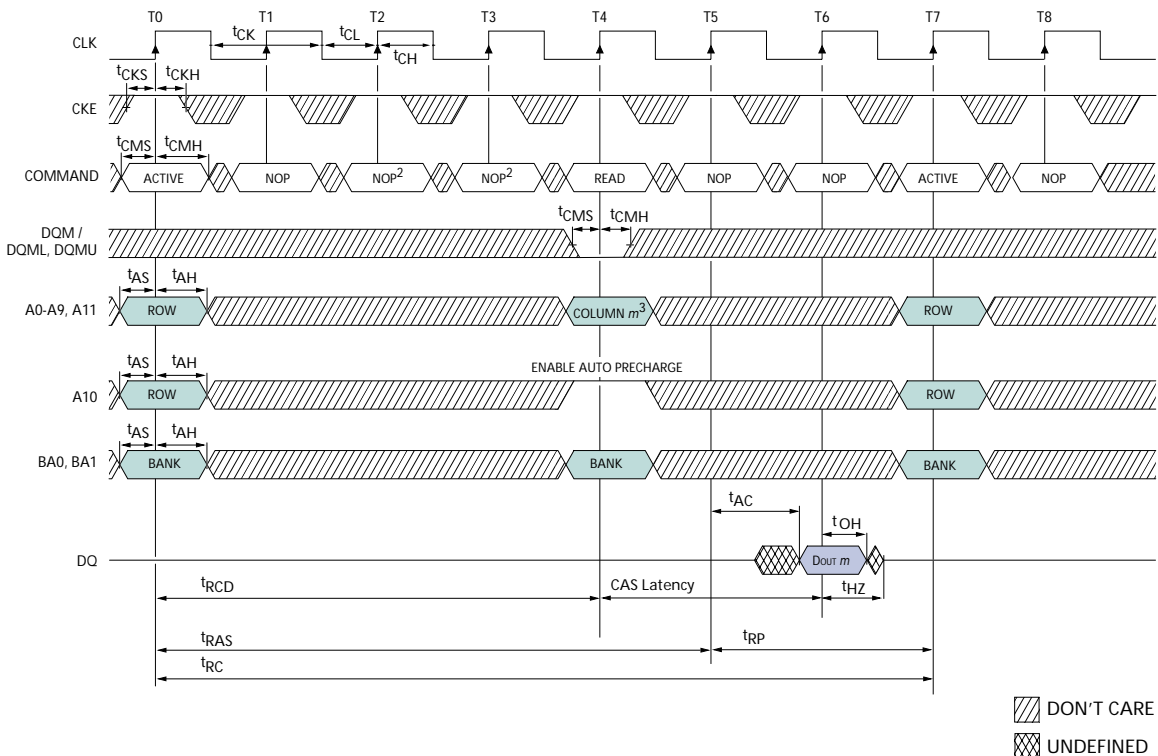 T0 T1 T2 T3 T4 T5 T6 T7 T8
CLK tCK tCL tCH
tCKS tCKH
CKE
tCMS tCMH
COMMAND ACTIVE NOP NOP2 NOP2 READ NOP NOP ACTIVE NOP
DQM /
DQML, DQMU
tCMS tCMH
tAS tAH
A0-A9, A11 ROW COLUMN m3 ROW
ENABLE AUTO PRECHARGE
tAS tAH
A10 ROW ROW
tAS tAH
BA0, BA1 BANK BANK BANK
tAC tOH
DQ DOUT m
tRCD CAS Latency tHZ
tRAS tRP
tRC
DON'T CARE
UNDEFINED